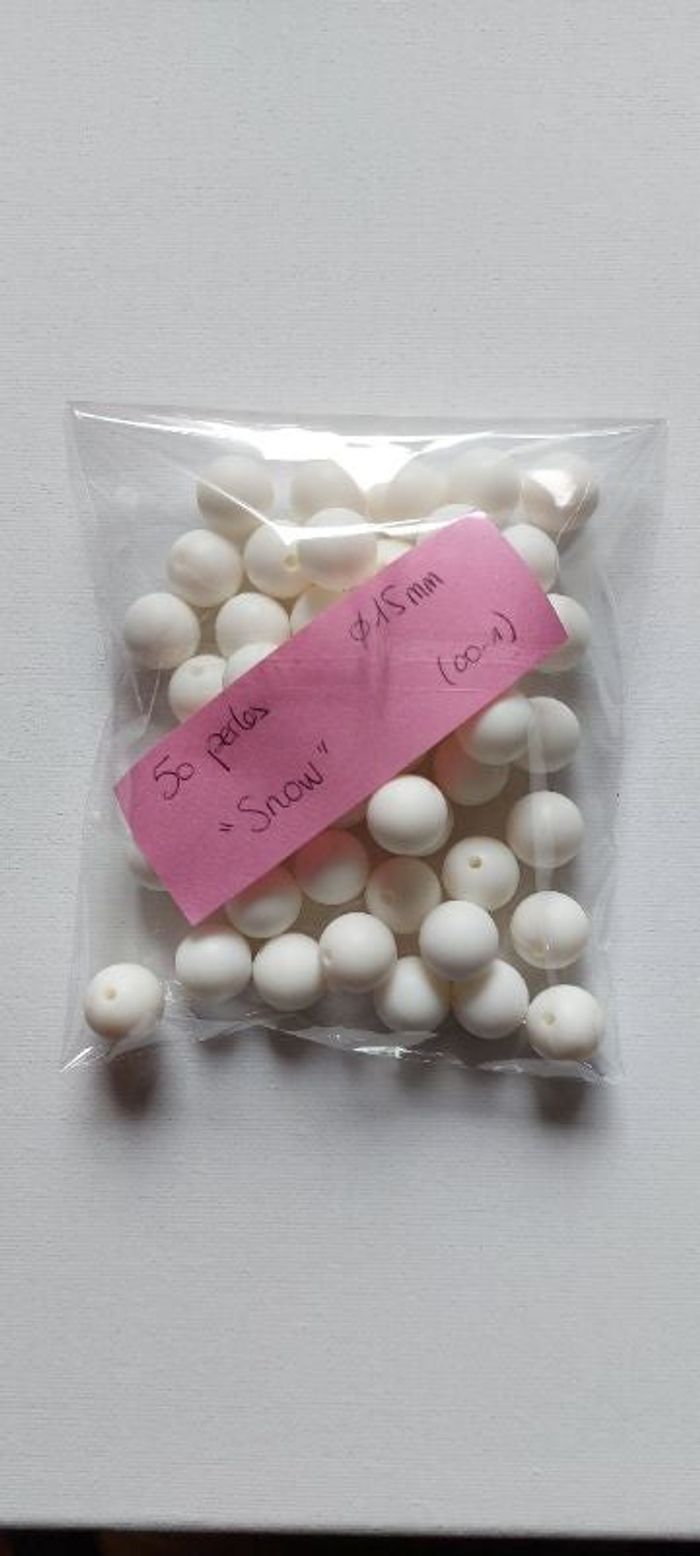 50 perles Ø15mm
"Snow" (00-1)